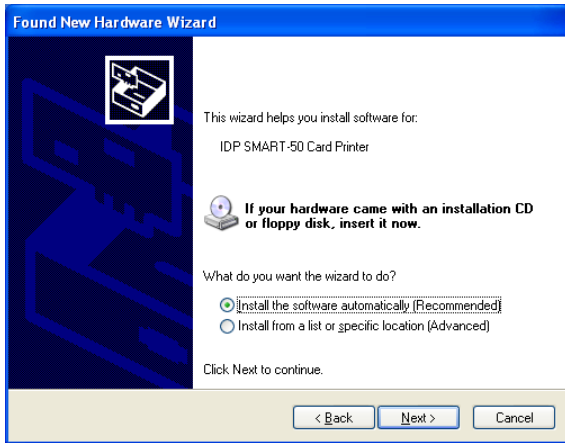 Found New Hardware Wizard
This wizard helps you install software for:
IDP SMART-50 Card Printer
If your hardware came with an installation CD
or floppy disk, insert it now.
What do you want the wizard to do?
Install the software automatically (Recommended)
Install from a list or specific location (Advanced)
Click Next to continue.
< Back Next > Cancel